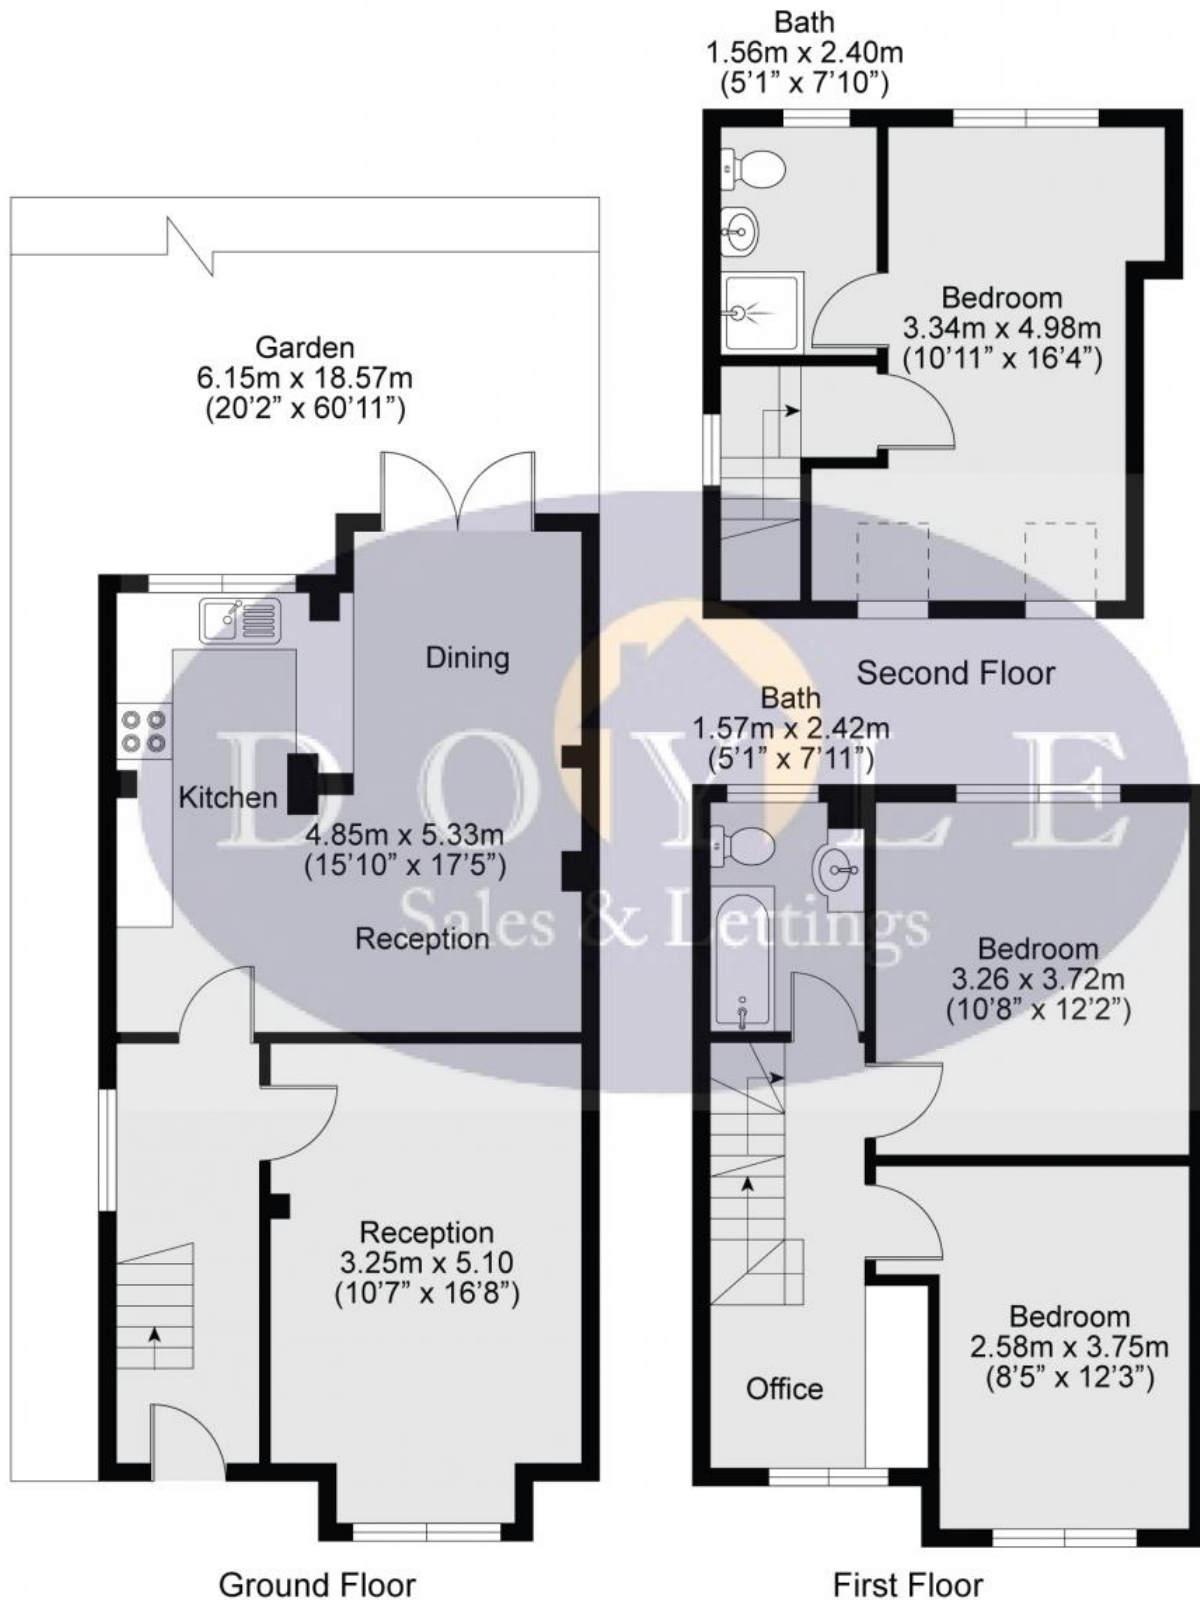 Bath
1.56m x 2.40m
(5'1" x 7'10")
Bedroom
3.34m x 4.98m
(10'11" x 16'4")
Second Floor
Garden
6.15m x 18.57m
(20'2" x 60'11")
Dining
Kitchen
4.85m x 5.33m
(15'10" x 17'5")
Reception
Reception
3.25m x 5.10
(10'7" x 16'8")
Ground Floor
Bath
1.57m x 2.42m
(5'1" x 7'11")
Bedroom
3.26 x 3.72m
(10'8" x 12'2")
Bedroom
2.58m x 3.75m
(8'5" x 12'3")
Office
First Floor
DOYLE
Sales & Lettings